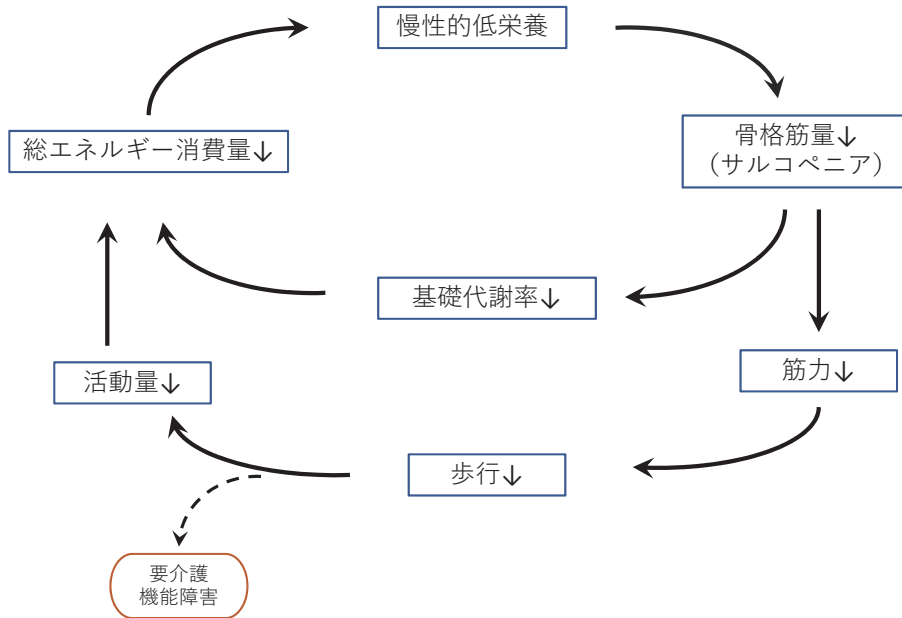 慢性的低栄養
総エネルギー消費量↓
骨格筋量↓
（サルコペニア）
基礎代謝率↓
活動量↓
筋力↓
歩行↓
要介護
機能障害